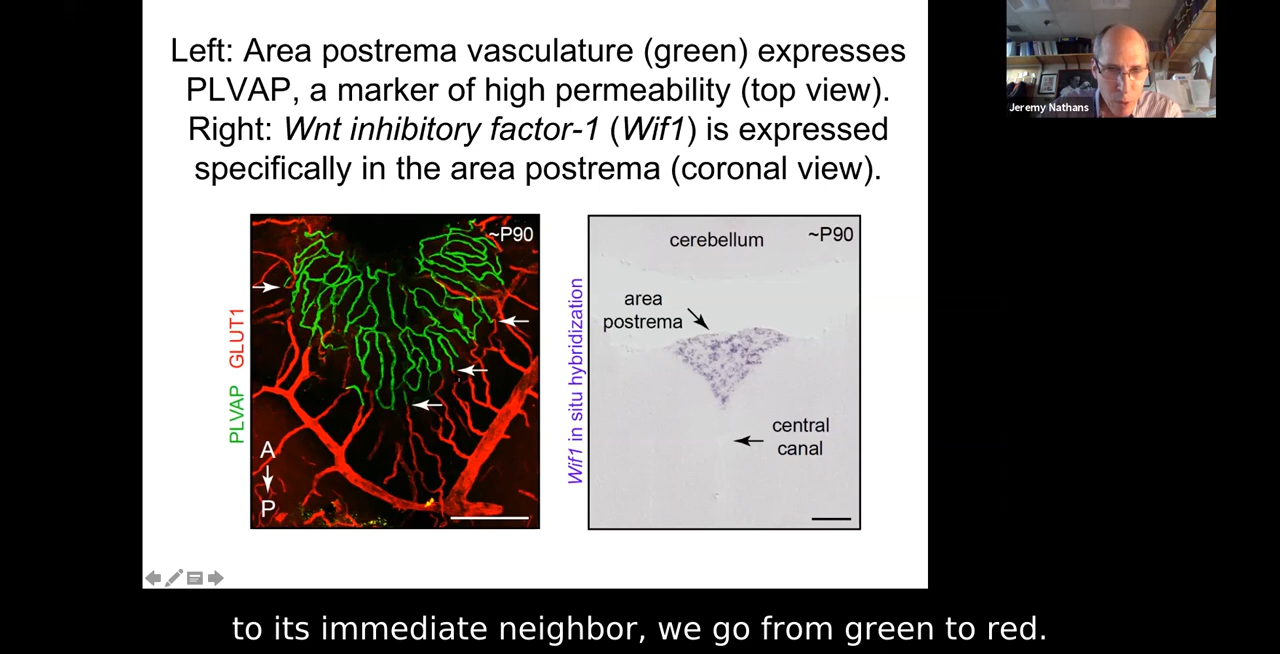 Left: Area postrema vasculature (green) expresses
PLVAP, a marker of high permeability (top view).
Right: Wnt inhibitory factor-1 (Wif1) is expressed
specifically in the area postrema (coronal view).
Jeremy Nathans
PLVAP GLUT1
~P90
A
P
Wif1 in situ hybridization
cerebellum
~P90
area
postrema
central
canal
to its immediate neighbor, we go from green to red.